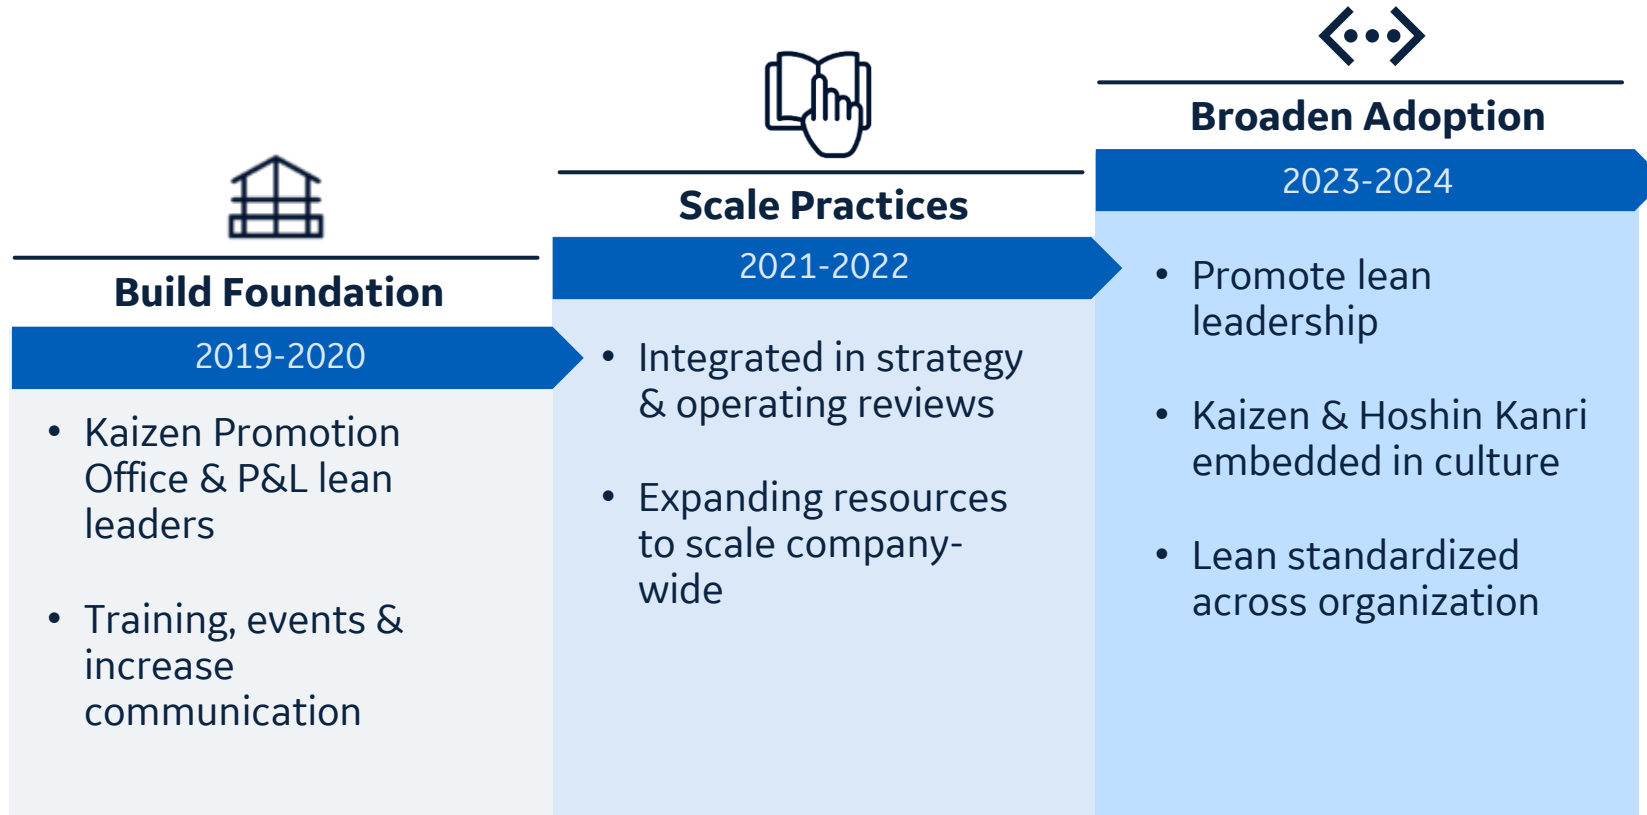 Build Foundation
2019-2020
• Kaizen Promotion
Office & P&L lean
leaders
• Training, events &
increase
communication
Scale Practices
2021-2022
• Integrated in strategy
& operating reviews
• Expanding resources
to scale company-
wide
Broaden Adoption
2023-2024
• Promote lean
leadership
• Kaizen & Hoshin Kanri
embedded in culture
• Lean standardized
across organization